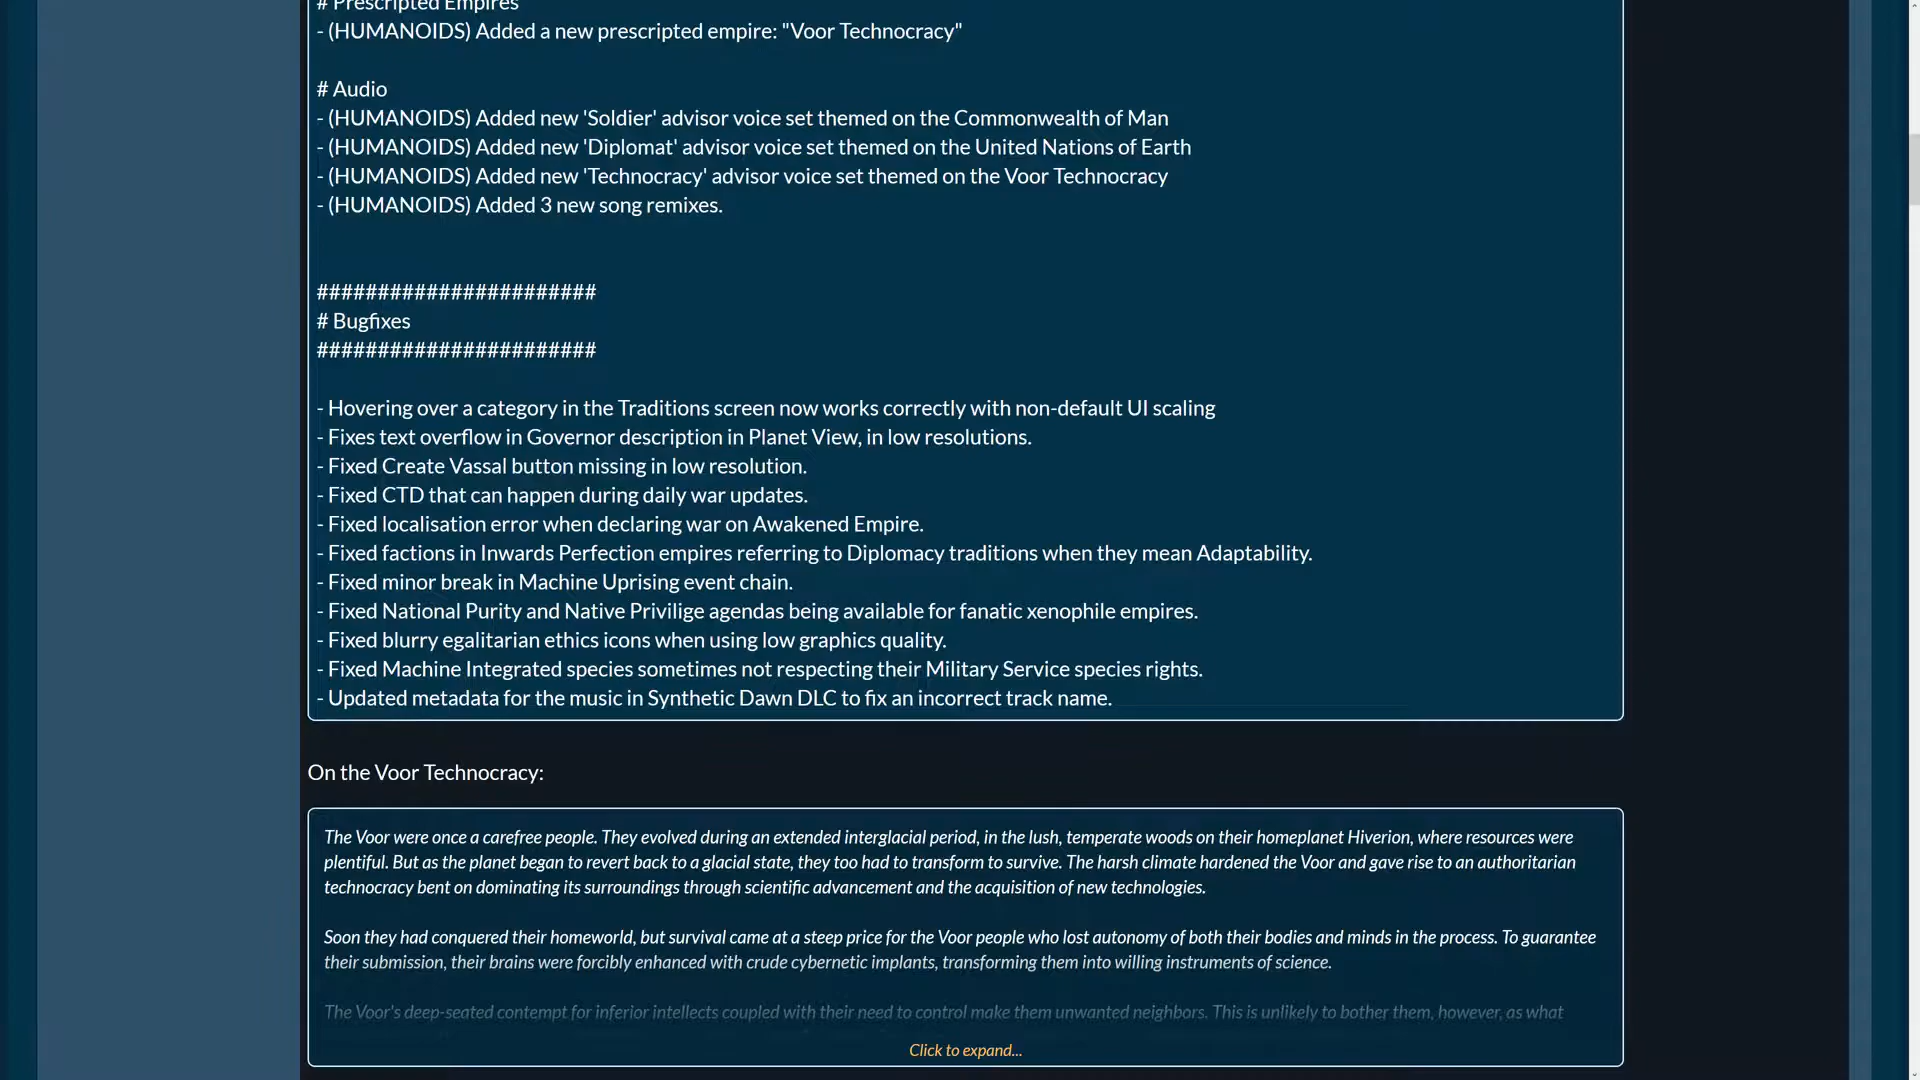 # Prescripted Empires
- (HUMANOIDS) Added a new prescripted empire: "Voor Technocracy"
# Audio
- (HUMANOIDS) Added new 'Soldier' advisor voice set themed on the Commonwealth of Man
- (HUMANOIDS) Added new 'Diplomat' advisor voice set themed on the United Nations of Earth
- (HUMANOIDS) Added new 'Technocracy' advisor voice set themed on the Voor Technocracy
- (HUMANOIDS) Added 3 new song remixes.
#######################
# Bugfixes
#######################
- Hovering over a category in the Traditions screen now works correctly with non-default UI scaling
- Fixes text overflow in Governor description in Planet View, in low resolutions.
- Fixed Create Vassal button missing in low resolution.
- Fixed CTD that can happen during daily war updates.
- Fixed localisation error when declaring war on Awakened Empire.
- Fixed factions in Inwards Perfection empires referring to Diplomacy traditions when they mean Adaptability.
- Fixed minor break in Machine Uprising event chain.
- Fixed National Purity and Native Privilige agendas being available for fanatic xenophile empires.
- Fixed blurry egalitarian ethics icons when using low graphics quality.
- Fixed Machine Integrated species sometimes not respecting their Military Service species rights.
- Updated metadata for the music in Synthetic Dawn DLC to fix an incorrect track name.
On the Voor Technocracy:
The Voor were once a carefree people. They evolved during an extended interglacial period, in the lush, temperate woods on their homeplanet Hiverion, where resources were
plentiful. But as the planet began to revert back to a glacial state, they too had to transform to survive. The harsh climate hardened the Voor and gave rise to an authoritarian
technocracy bent on dominating its surroundings through scientific advancement and the acquisition of new technologies.
Soon they had conquered their homeworld, but survival came at a steep price for the Voor people who lost autonomy of both their bodies and minds in the process. To guarantee
their submission, their brains were forcibly enhanced with crude cybernetic implants, transforming them into willing instruments of science.
The Voor's deep-seated contempt for inferior intellects coupled with their need to control make them unwanted neighbors. This is unlikely to bother them, however, as what
Click to expand...